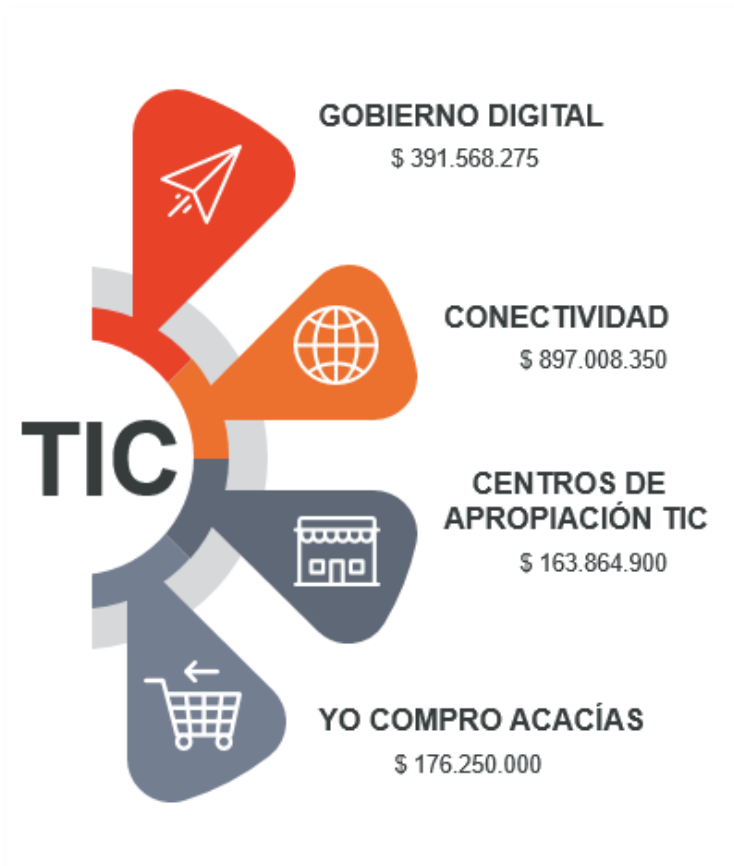 GOBIERNO DIGITAL
$ 391.568.275
CONECTIVIDAD
$ 897.008.350
TIC
CENTROS DE
APROPIACIÓN TIC
$ 163.864.900
YO COMPRO ACACÍAS
$ 176.250.000